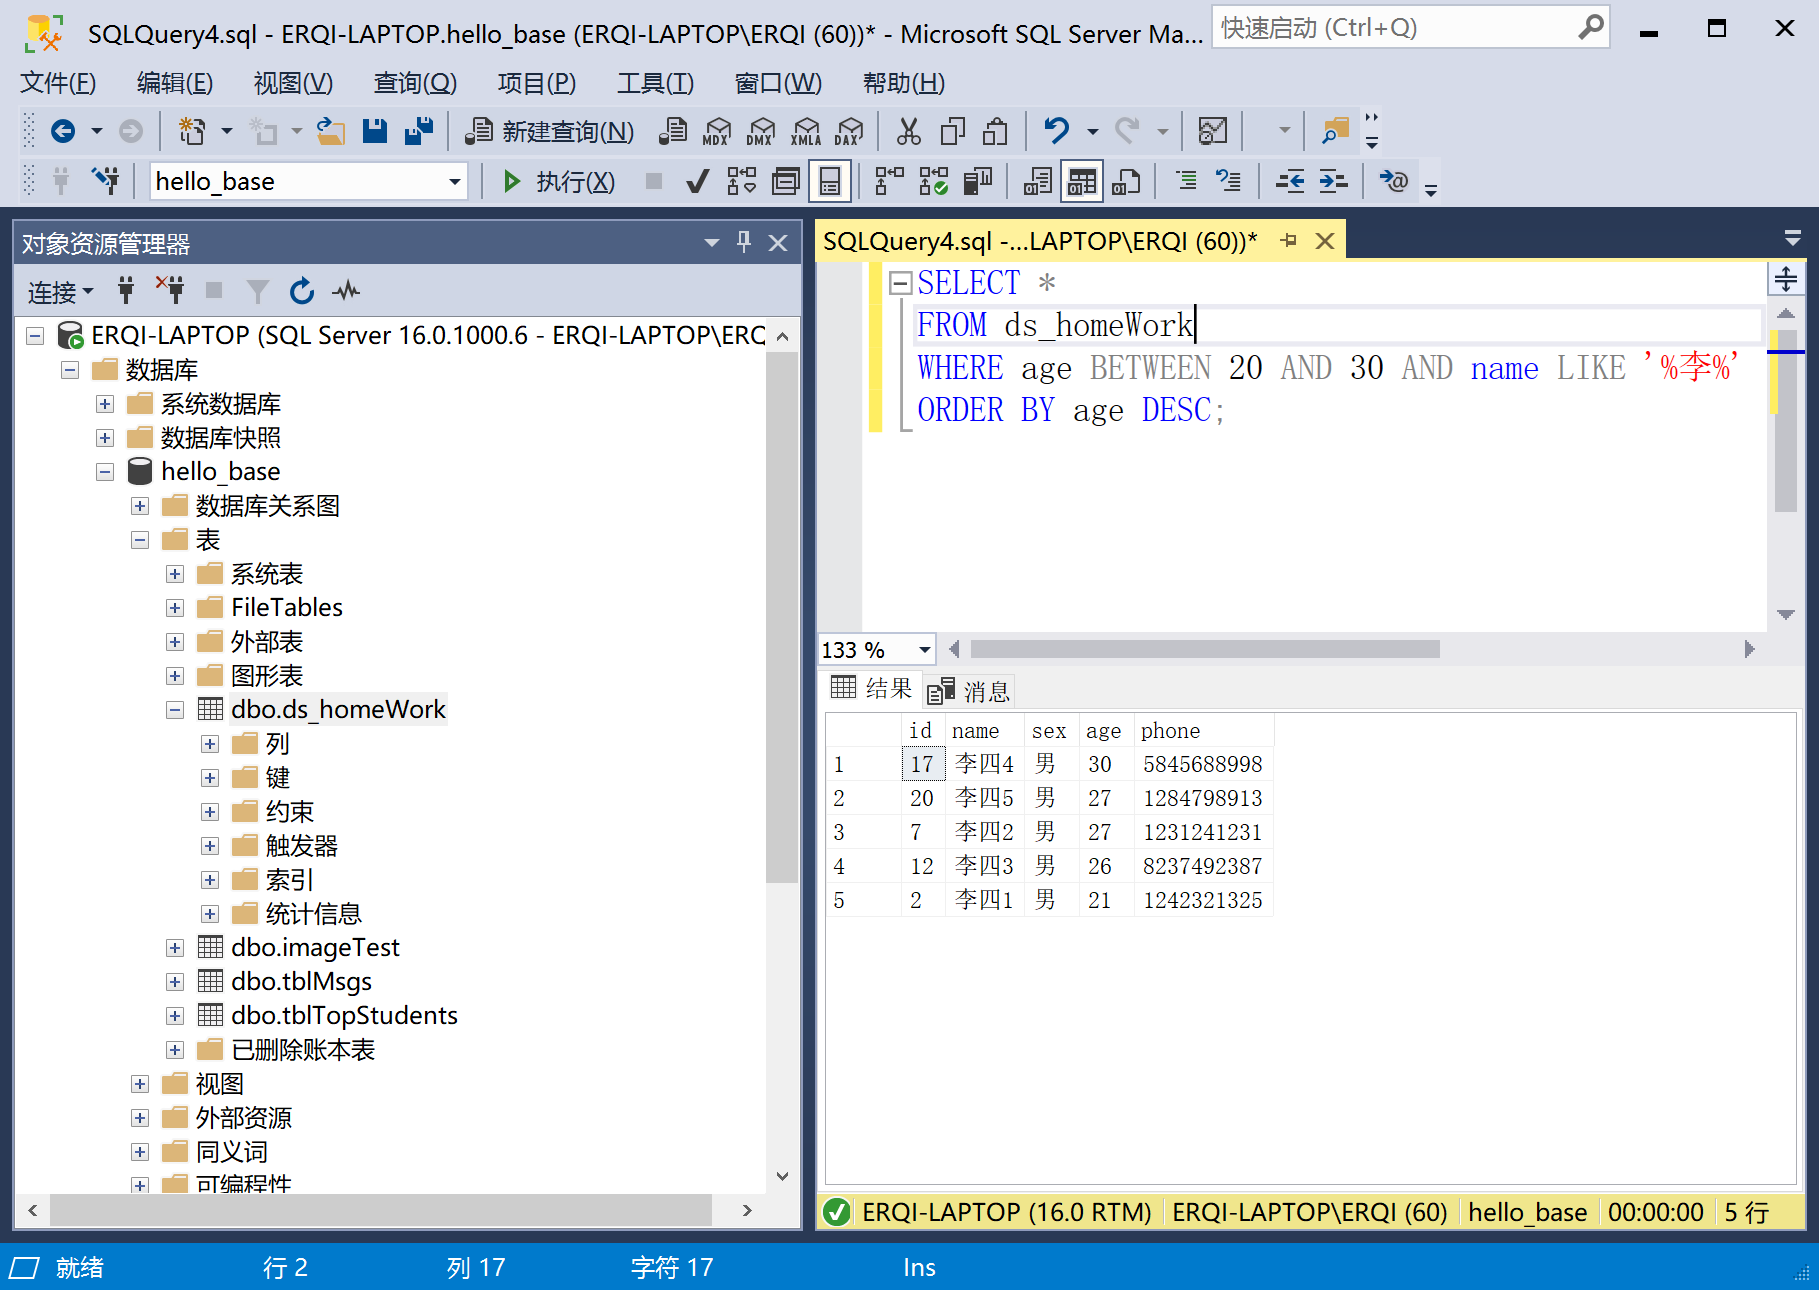 SQLQuery4.sql - ERQI-LAPTOP.hello_base (ERQI-LAPTOP\ERQI (60))* - Microsoft SQL Server Ma...
快速启动 (Ctrl+Q)
文件(F) 编辑(E) 视图(V) 查询(Q) 项目(P) 工具(T) 窗口(W) 帮助(H)
新建查询(N) MDX DMX XMLA DAX
hello_base 执行(X)
对象资源管理器
连接
ERQI-LAPTOP (SQL Server 16.0.1000.6 - ERQI-LAPTOP\ERQ
数据库
系统数据库
数据库快照
hello_base
数据库关系图
表
系统表
FileTables
外部表
图形表
dbo.ds_homeWork
列
键
约束
触发器
索引
统计信息
dbo.imageTest
dbo.tblMsgs
dbo.tblTopStudents
已删除账本表
视图
外部资源
同义词
可编程性
SQLQuery4.sql -...LAPTOP\ERQI (60))*
SELECT *
FROM ds_homeWork
WHERE age BETWEEN 20 AND 30 AND name LIKE '%李%'
ORDER BY age DESC;
133 %
结果 消息
id name sex age phone
1 17 李四4 男 30 5845688998
2 20 李四5 男 27 1284798913
3 7 李四2 男 27 1231241231
4 12 李四3 男 26 8237492387
5 2 李四1 男 21 1242321325
ERQI-LAPTOP (16.0 RTM) ERQI-LAPTOP\ERQI (60) hello_base 00:00:00 5 行
就绪 行 2 列 17 字符 17 Ins